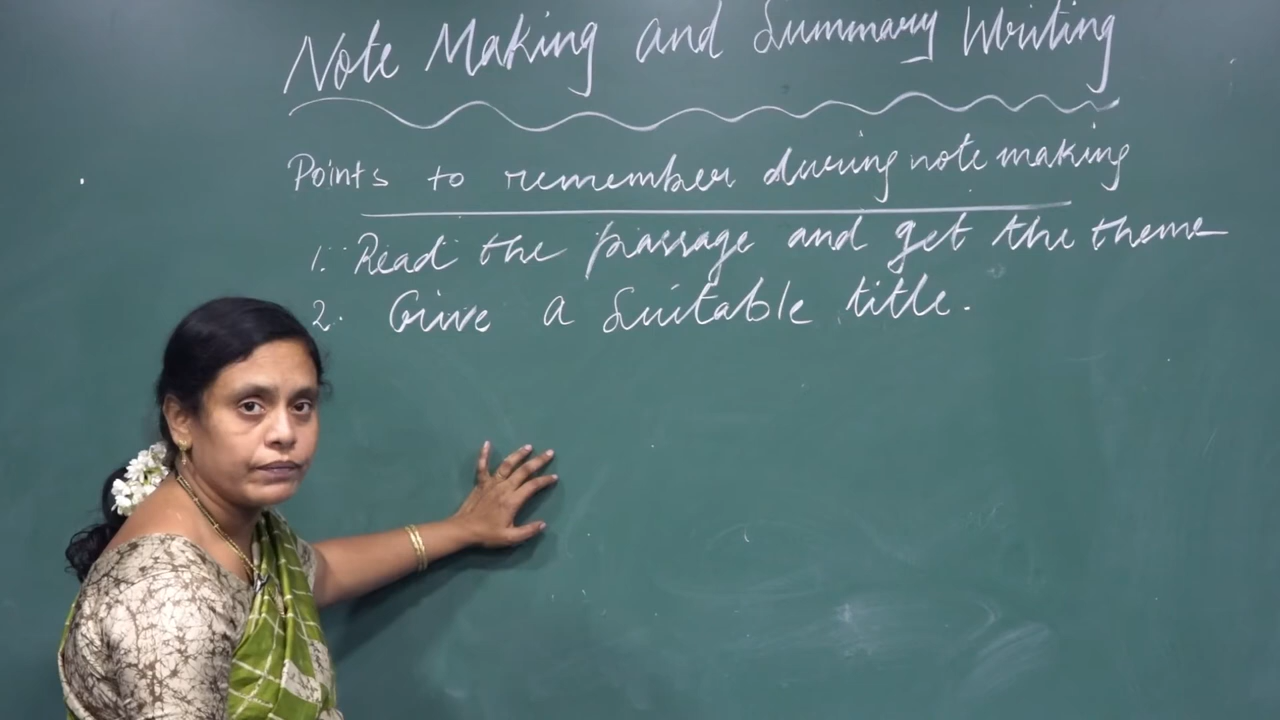 Note Making and Summary Writing
Points to remember during note making
1. Read the passage and get the theme
2. Give a Suitable title.